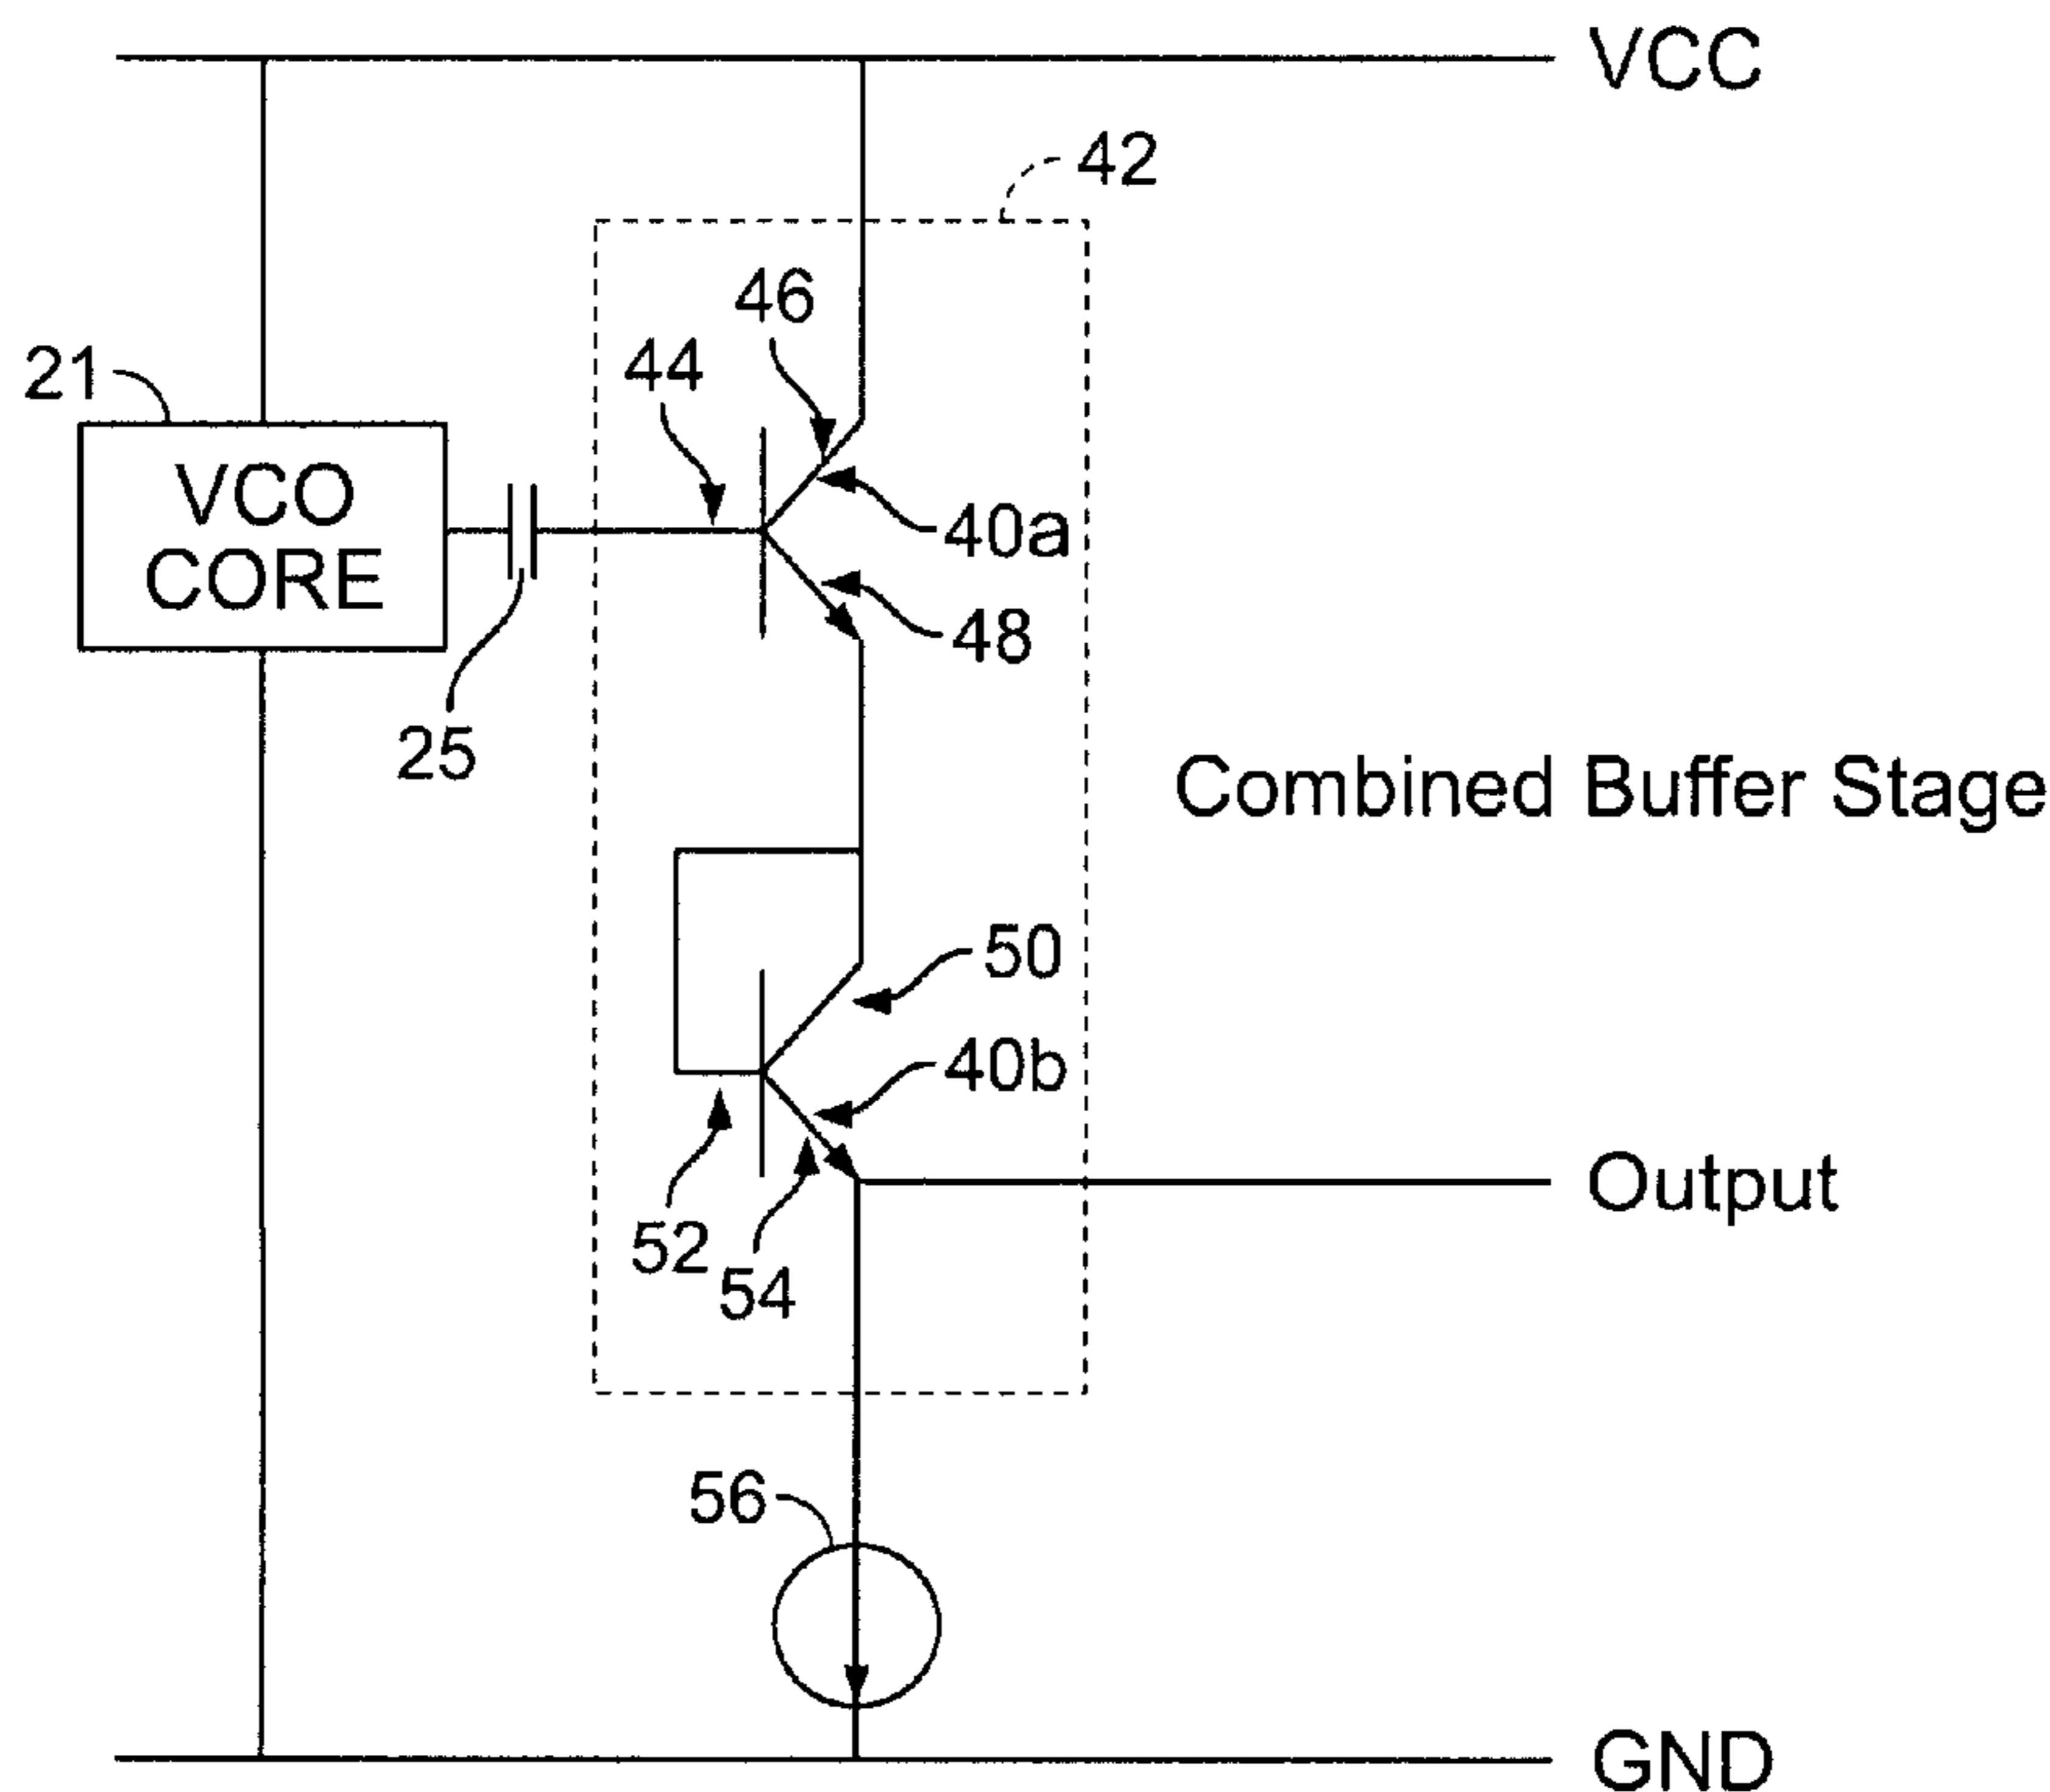 VCC
42
46
44
21
VCO
CORE
40a
48
25
Combined Buffer Stage
50
40b
Output
52
54
56
GND